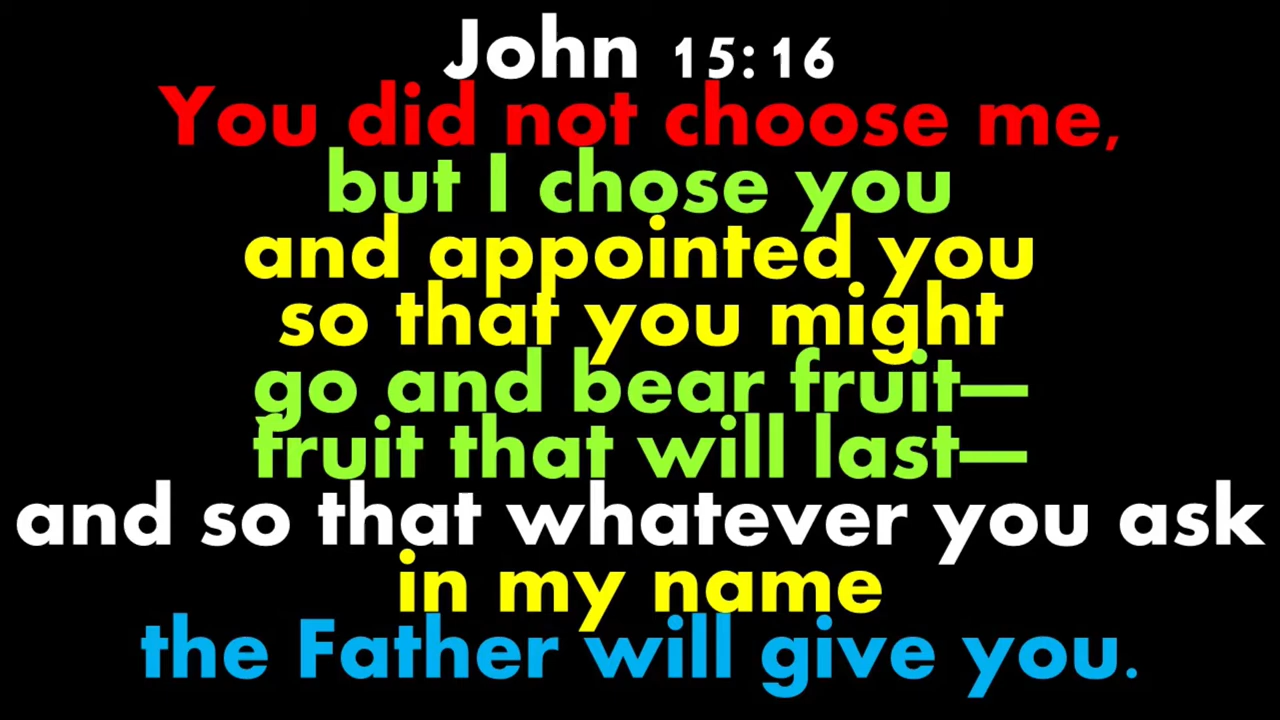 John 15:16
You did not choose me,
but I chose you
and appointed you
so that you might
go and bear fruit—
fruit that will last—
and so that whatever you ask
in my name
the Father will give you.